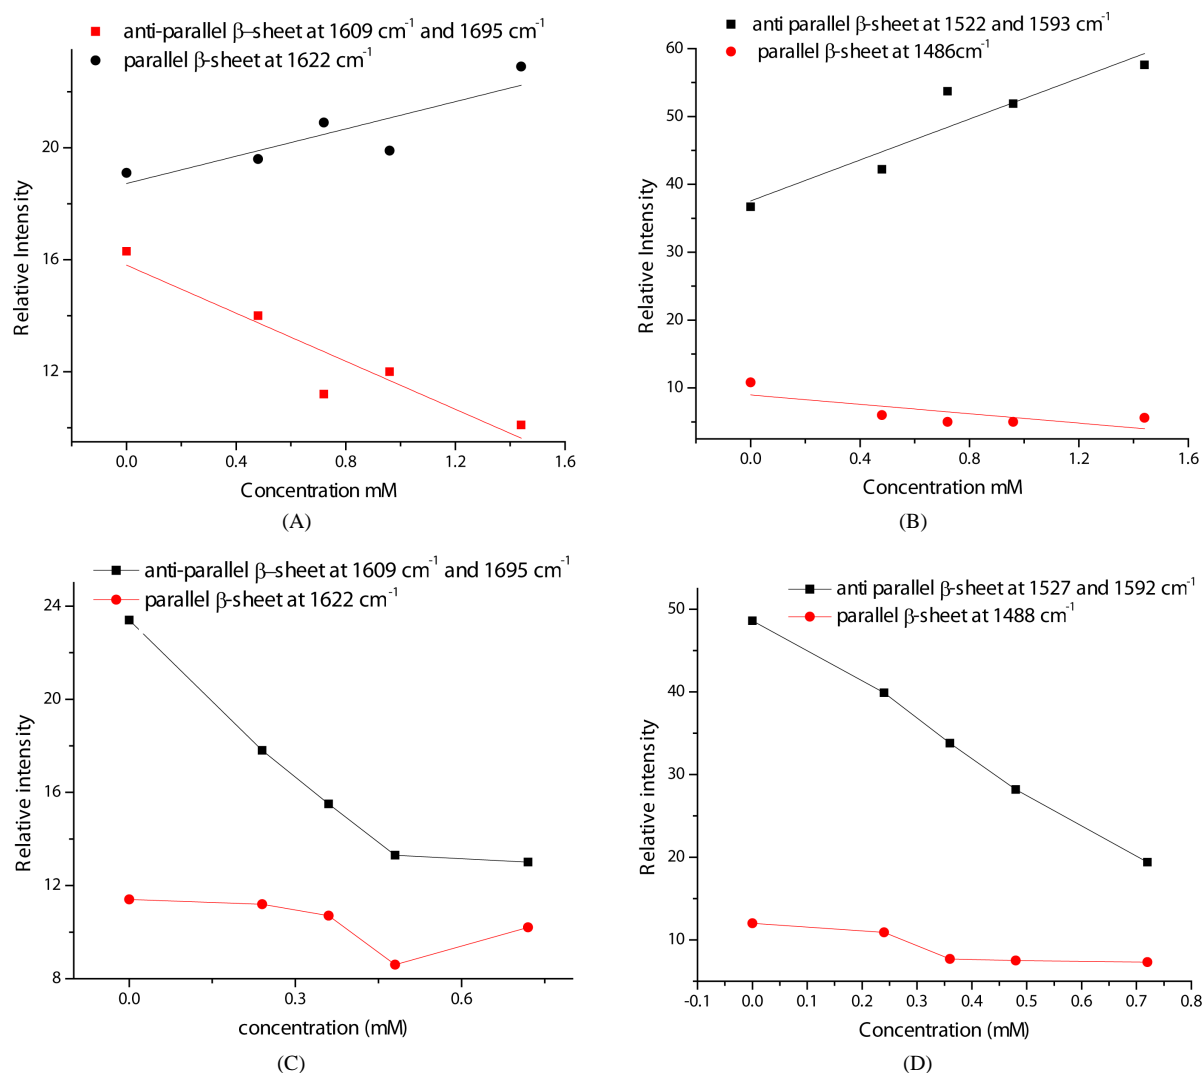 anti-parallel β–sheet at 1609 cm⁻¹ and 1695 cm⁻¹
parallel β-sheet at 1622 cm⁻¹
20
16
12
Relative Intensity
0.0 0.4 0.8 1.2 1.6
Concentration mM
(A)
anti parallel β-sheet at 1522 and 1593 cm⁻¹
parallel β-sheet at 1486cm⁻¹
60
50
40
30
20
10
Relative Intensity
0.0 0.4 0.8 1.2 1.6
Concentration mM
(B)
anti-parallel β–sheet at 1609 cm⁻¹ and 1695 cm⁻¹
parallel β-sheet at 1622 cm⁻¹
24
20
16
12
8
Relative intensity
0.0 0.3 0.6
concentration (mM)
(C)
anti parallel β-sheet at 1527 and 1592 cm⁻¹
parallel β-sheet at 1488 cm⁻¹
50
40
30
20
10
Relative intensity
-0.1 0.0 0.1 0.2 0.3 0.4 0.5 0.6 0.7 0.8
Concentration (mM)
(D)